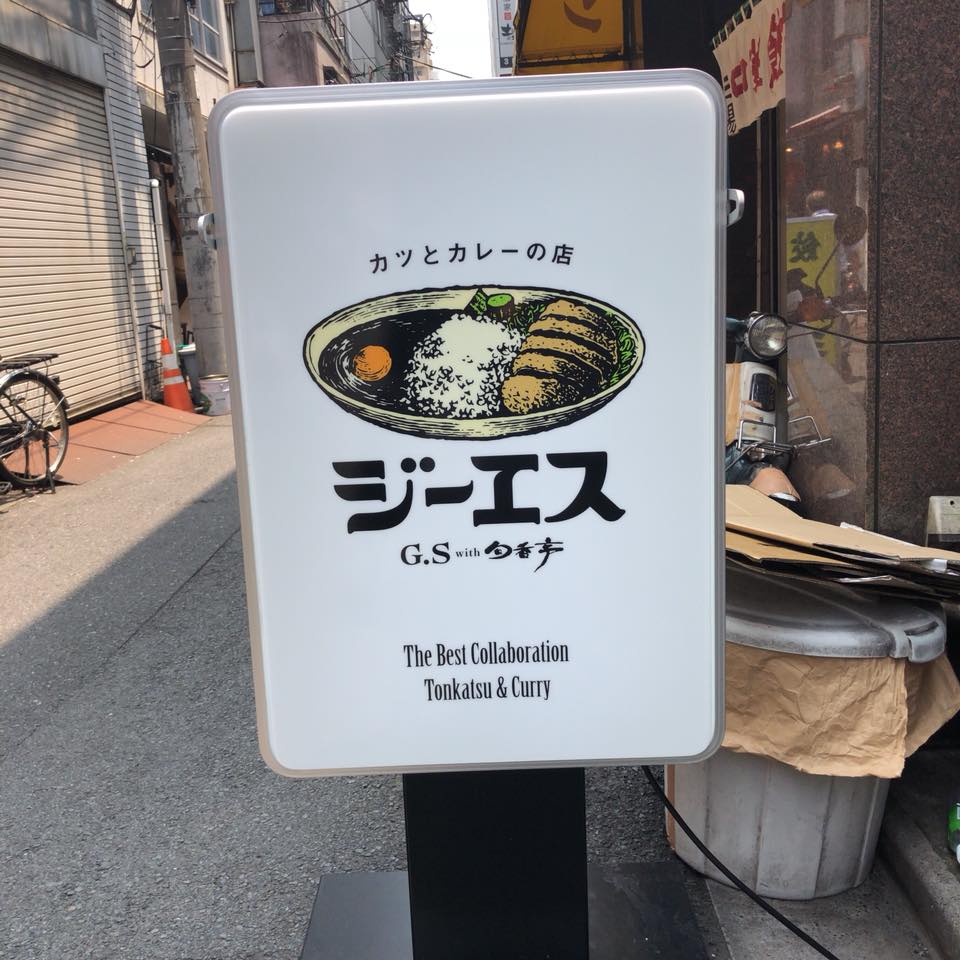 カツとカレーの店
ジーエス
G.S with 旬香亭
The Best Collaboration
Tonkatsu & Curry